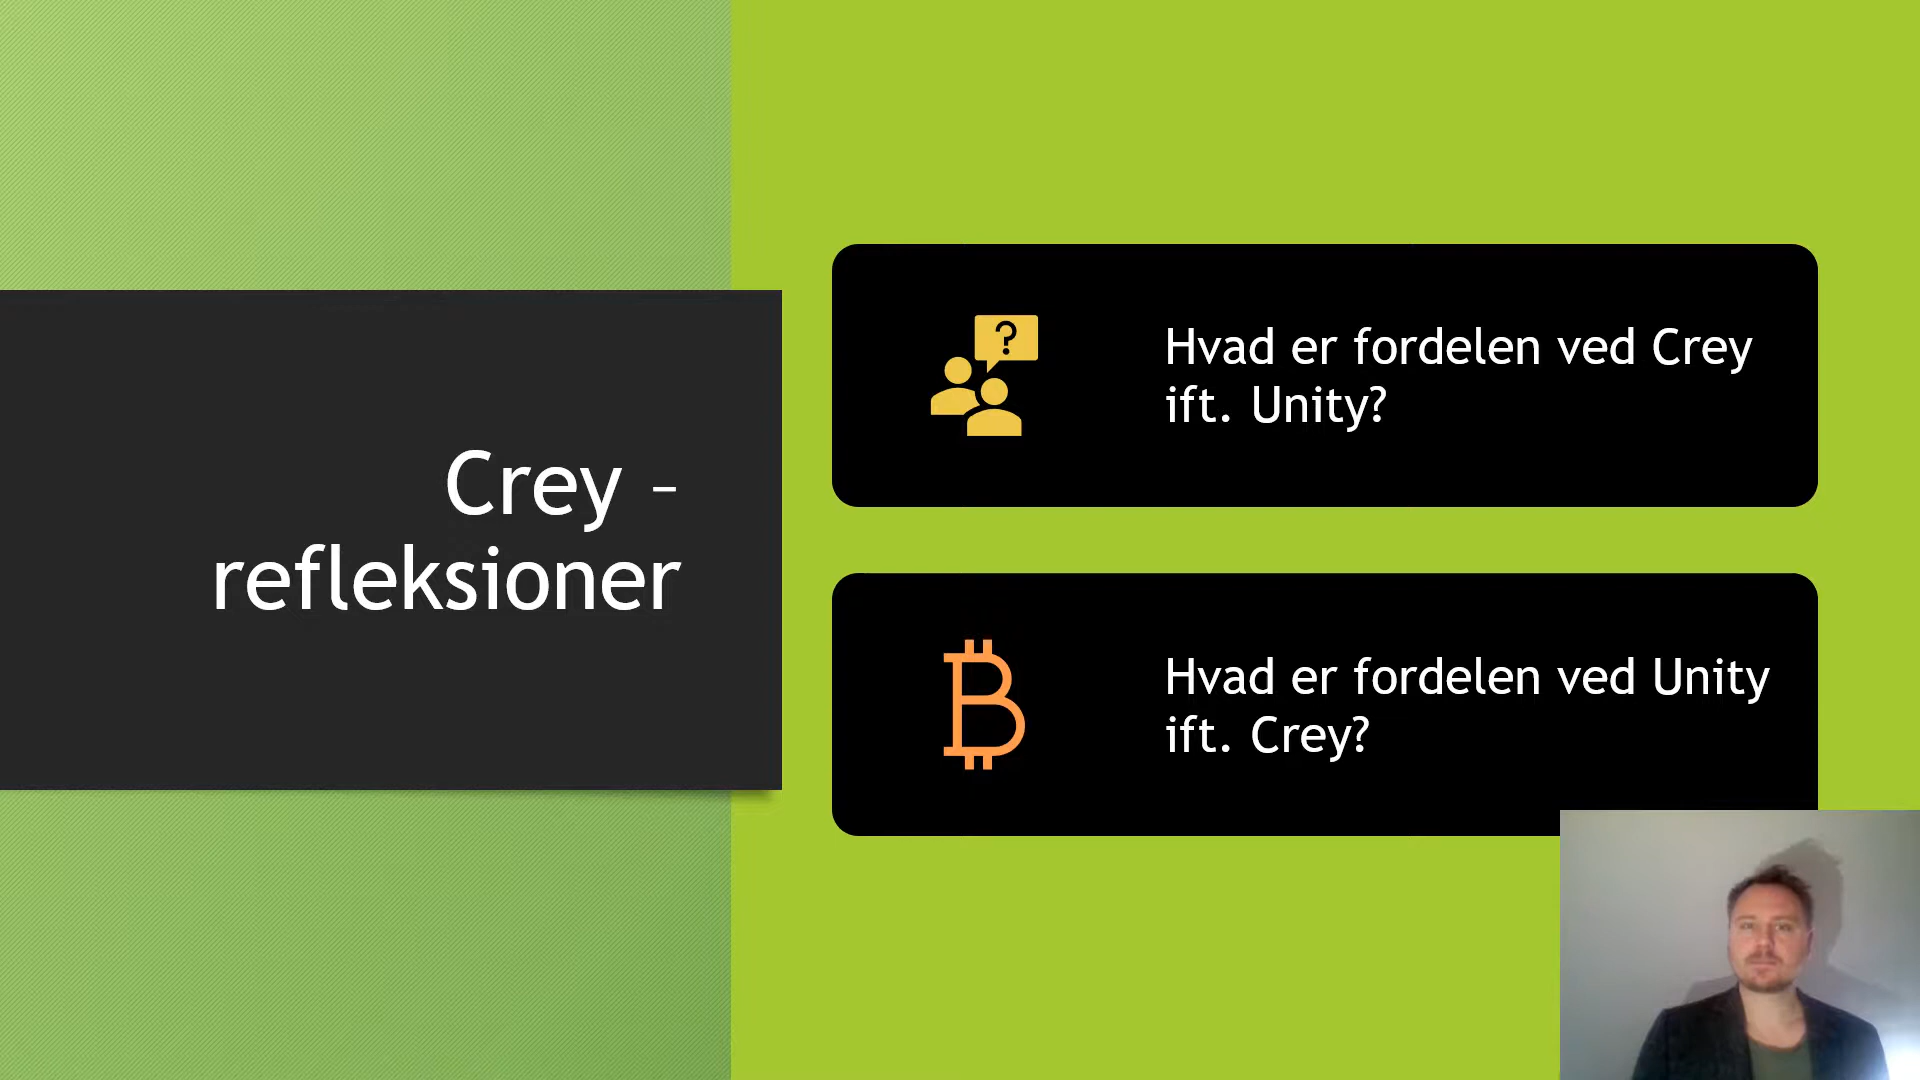 Crey –
refleksioner
?
Hvad er fordelen ved Crey
ift. Unity?
Hvad er fordelen ved Unity
ift. Crey?